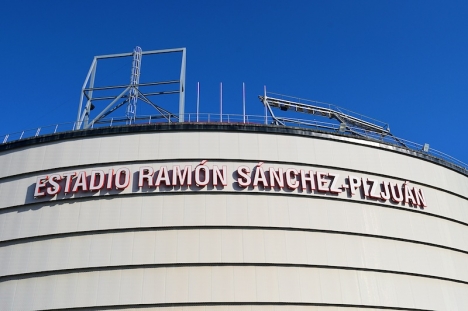 ESTADIO RAMÓN SÁNCHEZ-PIZJUÁN